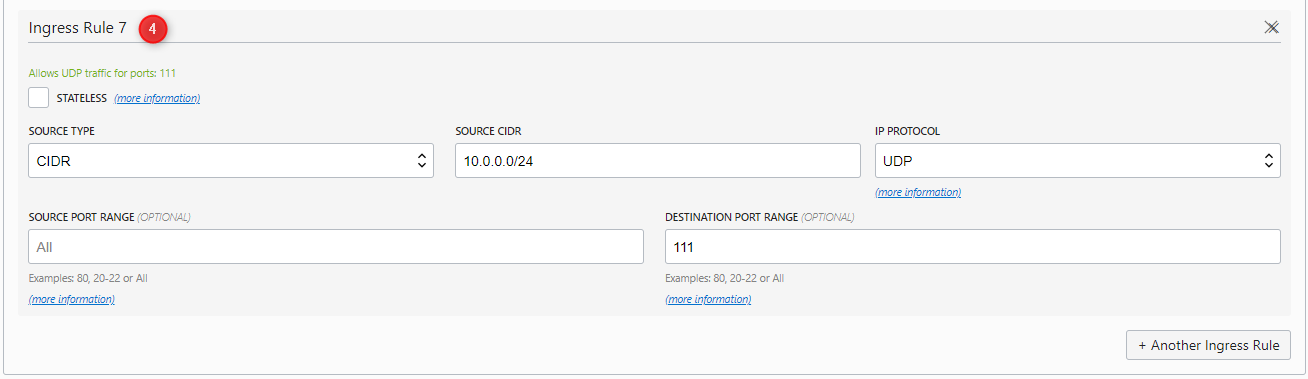 Ingress Rule 7 4
Allows UDP traffic for ports: 111
STATELESS (more information)
SOURCE TYPE SOURCE CIDR IP PROTOCOL
CIDR 10.0.0.0/24 UDP
(more information)
SOURCE PORT RANGE (OPTIONAL) DESTINATION PORT RANGE (OPTIONAL)
All 111
Examples: 80, 20-22 or All Examples: 80, 20-22 or All
(more information) (more information)
+ Another Ingress Rule